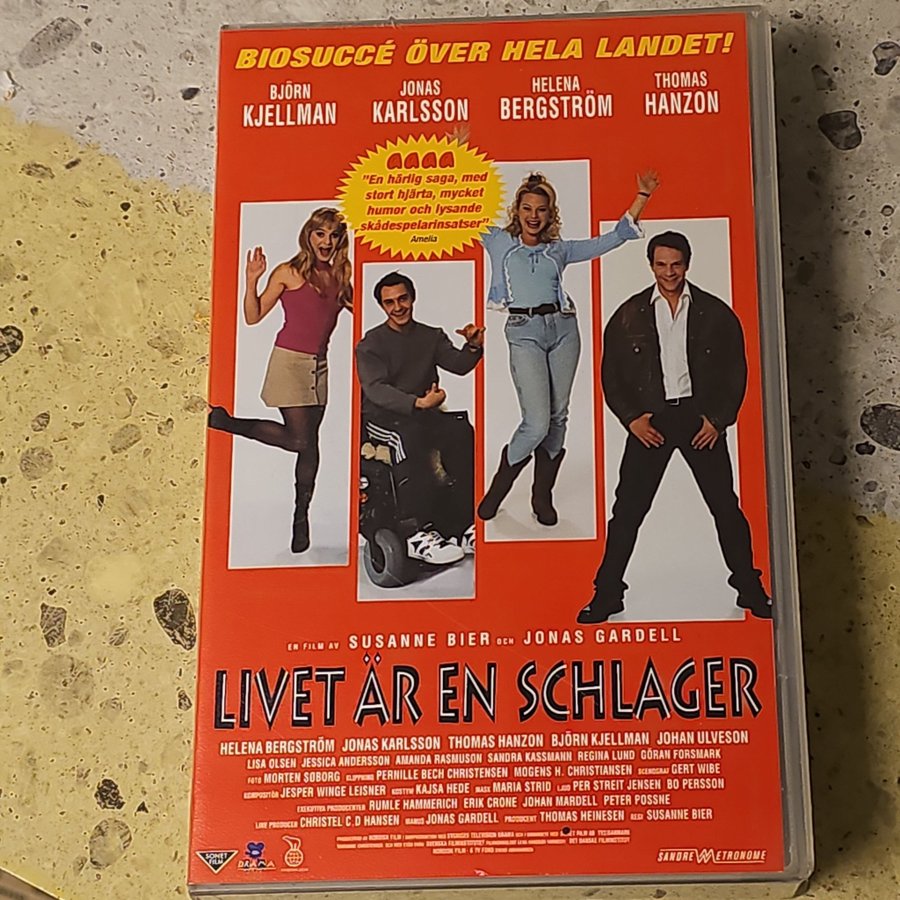 BIOSUCCÉ ÖVER HELA LANDET!
BJÖRN KJELLMAN
JONAS KARLSSON
HELENA BERGSTRÖM
THOMAS HANZON
"En härlig saga, med
stort hjärta, mycket
humor och lysande
skådespelarinsatser"
Amelia
EN FILM AV SUSANNE BIER OCH JONAS GARDELL
LIVET ÄR EN SCHLAGER
HELENA BERGSTRÖM JONAS KARLSSON THOMAS HANZON BJÖRN KJELLMAN JOHAN ULVESON
LISA OLSEN JESSICA ANDERSSON AMANDA RASMUSON SANDRA KASSMANN REGINA LUND GÖRAN FORSMARK
FOTO MORTEN SØBORG KLIPPNING PERNILLE BECH CHRISTENSEN MOGENS H. CHRISTIANSEN SCENOGRAF GERT WIBE
KOMPOSITÖR JESPER WINGE LEISNER KOSTYM KAJSA HEDE MASK MARIA STRID LJUD PER STREIT JENSEN BO PERSSON
EXEKUTIVA PRODUCENTER RUMLE HAMMERICH ERIK CRONE JOHAN MARDELL PETER POSSNE
LINE PRODUCER CHRISTEL C.D HANSEN MANUS JONAS GARDELL PRODUCENT THOMAS HEINESEN REGI SUSANNE BIER
SONET FILM
DRAMA
SANDREW METRONOME